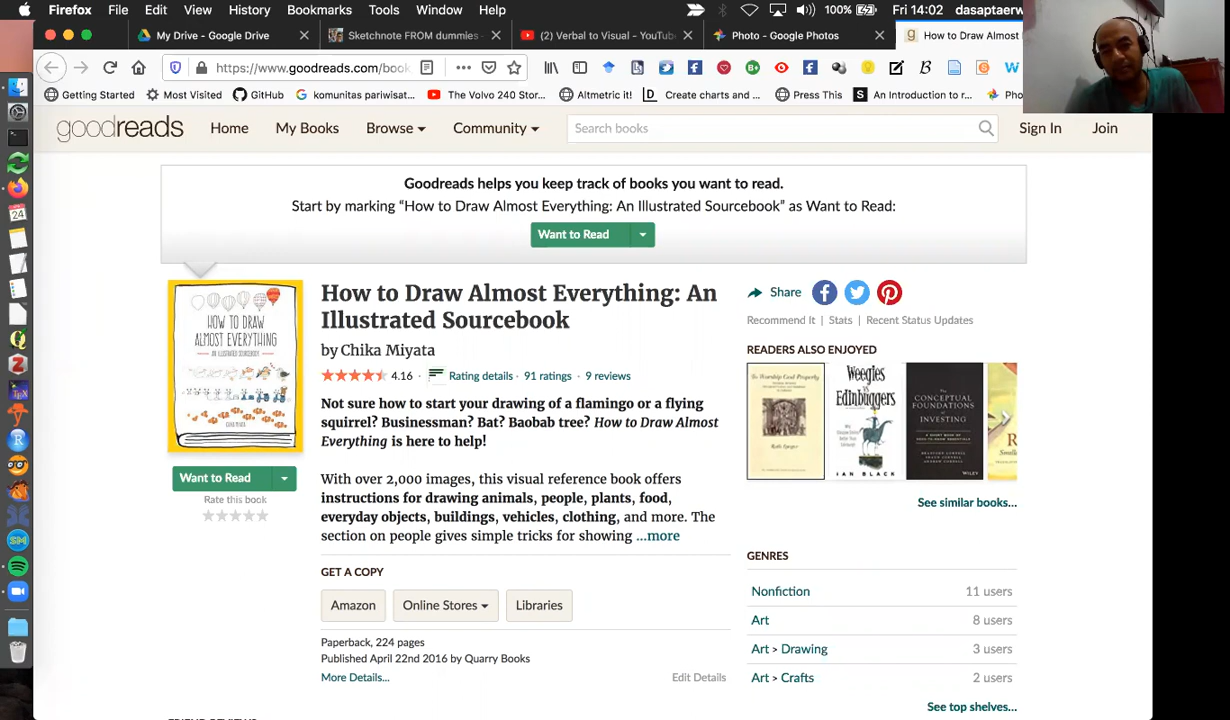 Firefox File Edit View History Bookmarks Tools Window Help 100% Fri 14:02 dasaptaerw
My Drive - Google Drive Sketchnote FROM dummies - (2) Verbal to Visual - YouTub Photo - Google Photos How to Draw Almost
https://www.goodreads.com/book
Getting Started Most Visited GitHub komunitas pariwisat... The Volvo 240 Stor... Altmetric it! Create charts and ... Press This An Introduction to r... Pho
goodreads Home My Books Browse Community Search books Sign In Join
Goodreads helps you keep track of books you want to read.
Start by marking “How to Draw Almost Everything: An Illustrated Sourcebook” as Want to Read:
Want to Read
HOW TO DRAW
ALMOST EVERYTHING
AN ILLUSTRATED SOURCEBOOK
CHIKA MIYATA
Want to Read
Rate this book
How to Draw Almost Everything: An
Illustrated Sourcebook
by Chika Miyata
4.16 Rating details · 91 ratings · 9 reviews
Not sure how to start your drawing of a flamingo or a flying
squirrel? Businessman? Bat? Baobab tree? How to Draw Almost
Everything is here to help!
With over 2,000 images, this visual reference book offers
instructions for drawing animals, people, plants, food,
everyday objects, buildings, vehicles, clothing, and more. The
section on people gives simple tricks for showing ...more
GET A COPY
Amazon Online Stores Libraries
Paperback, 224 pages
Published April 22nd 2016 by Quarry Books
More Details... Edit Details
Share
Recommend It | Stats | Recent Status Updates
READERS ALSO ENJOYED
To Worship God Properly
Weegies
vs
Edinbuggers
IAN BLACK
THE
CONCEPTUAL
FOUNDATIONS
OF
INVESTING
WILEY
See similar books...
GENRES
Nonfiction 11 users
Art 8 users
Art > Drawing 3 users
Art > Crafts 2 users
See top shelves...